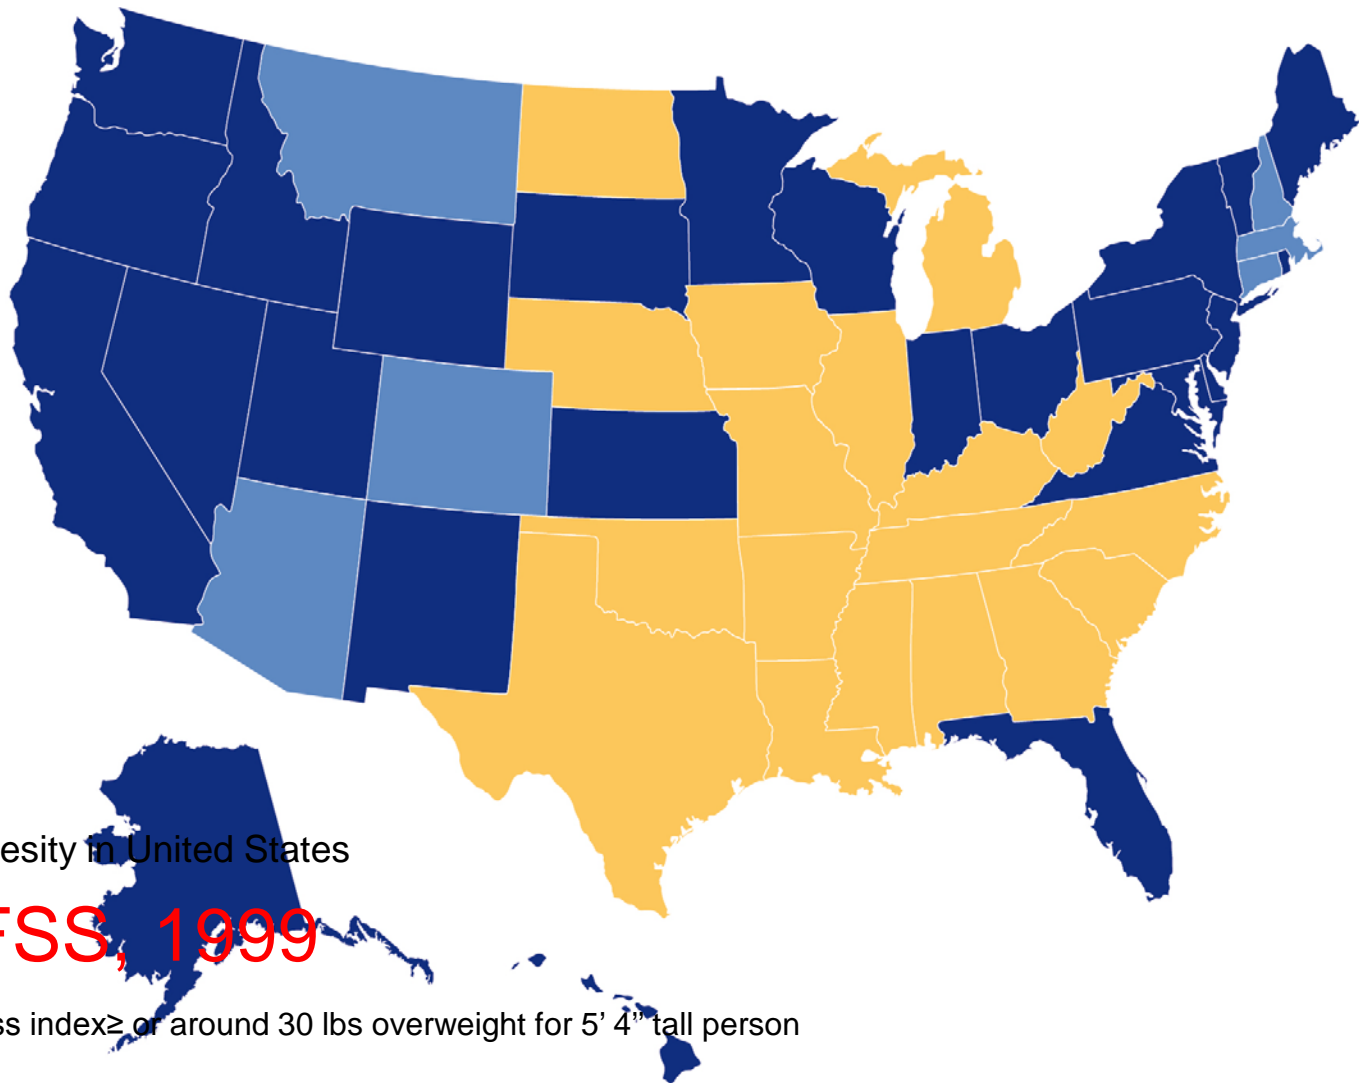 esity in United States
FSS, 1999
ss index≥ or around 30 lbs overweight for 5’ 4” tall person